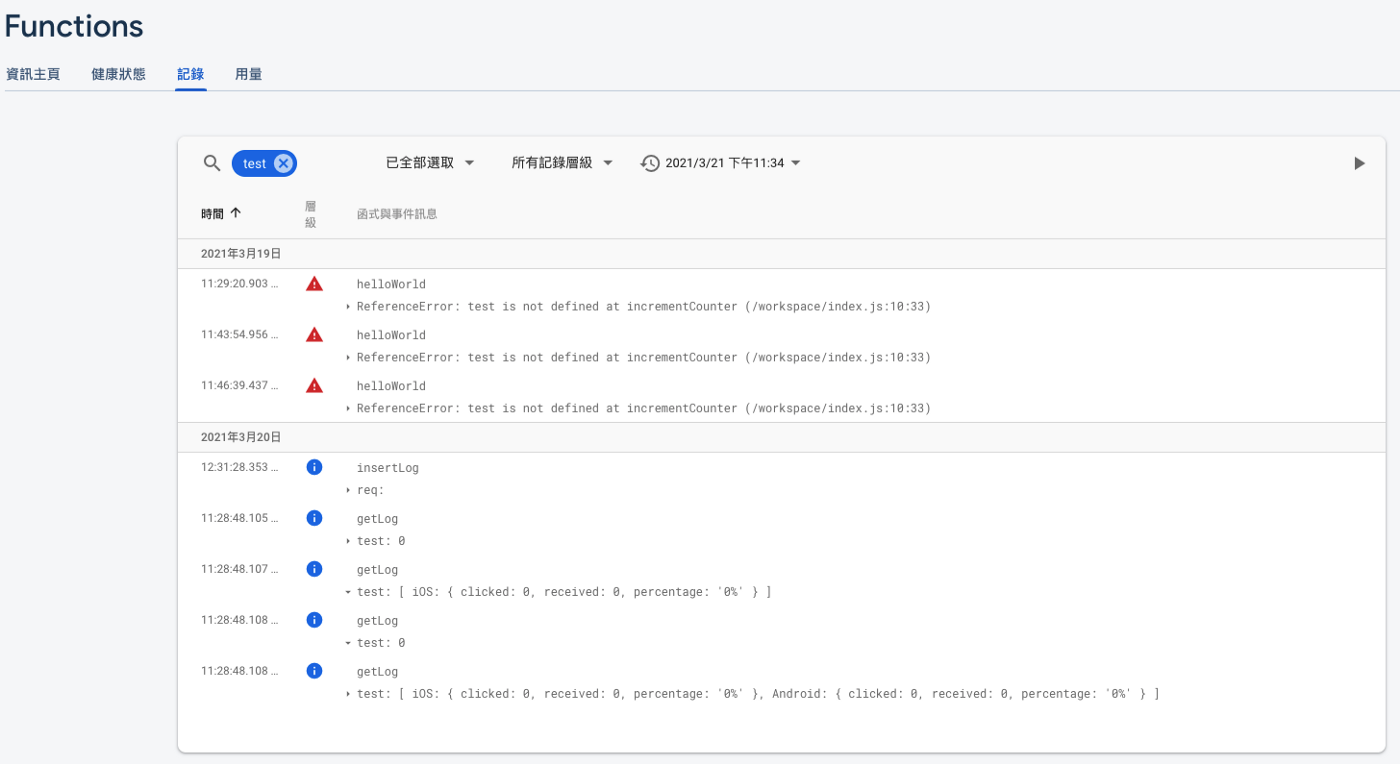 Functions
資訊主頁 健康狀態 記錄 用量
test 已全部選取 所有記錄層級 2021/3/21 下午11:34
時間 層級 函式與事件訊息
2021年3月19日
11:29:20.903 ... helloWorld
ReferenceError: test is not defined at incrementCounter (/workspace/index.js:10:33)
11:43:54.956 ... helloWorld
ReferenceError: test is not defined at incrementCounter (/workspace/index.js:10:33)
11:46:39.437 ... helloWorld
ReferenceError: test is not defined at incrementCounter (/workspace/index.js:10:33)
2021年3月20日
12:31:28.353 ... insertLog
req:
11:28:48.105 ... getLog
test: 0
11:28:48.107 ... getLog
test: [ iOS: { clicked: 0, received: 0, percentage: '0%' } ]
11:28:48.108 ... getLog
test: 0
11:28:48.108 ... getLog
test: [ iOS: { clicked: 0, received: 0, percentage: '0%' }, Android: { clicked: 0, received: 0, percentage: '0%' } ]